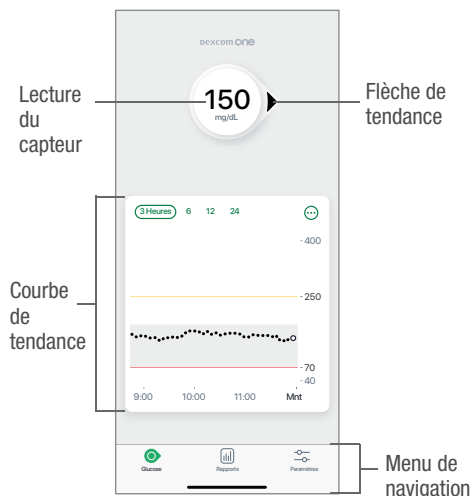 Dexcom one
Lecture
du
capteur
150
mg/dL
Flèche de
tendance
3 Heures 6 12 24
400
250
70
40
Courbe
de
tendance
9:00 10:00 11:00 Mnt
Glucose Rapports Paramètres
Menu de
navigation